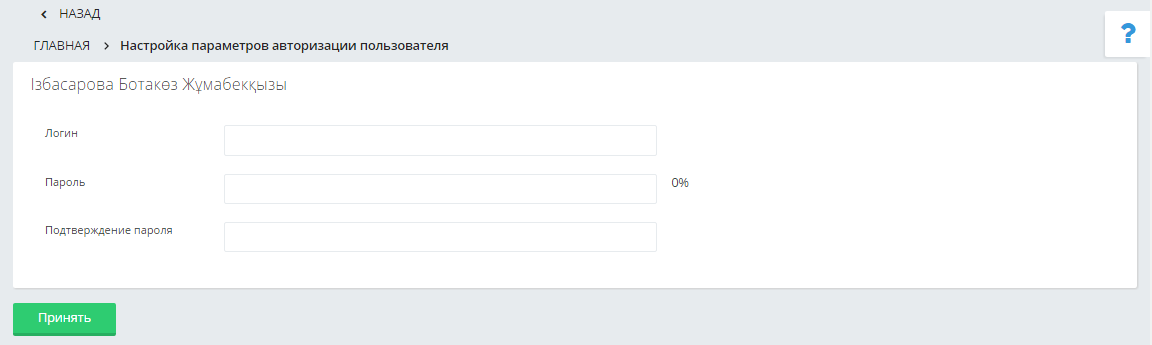 НАЗАД
ГЛАВНАЯ > Настройка параметров авторизации пользователя
?
Ізбасарова Ботакөз Жұмабекқызы
Логин
Пароль 0%
Подтверждение пароля
Принять